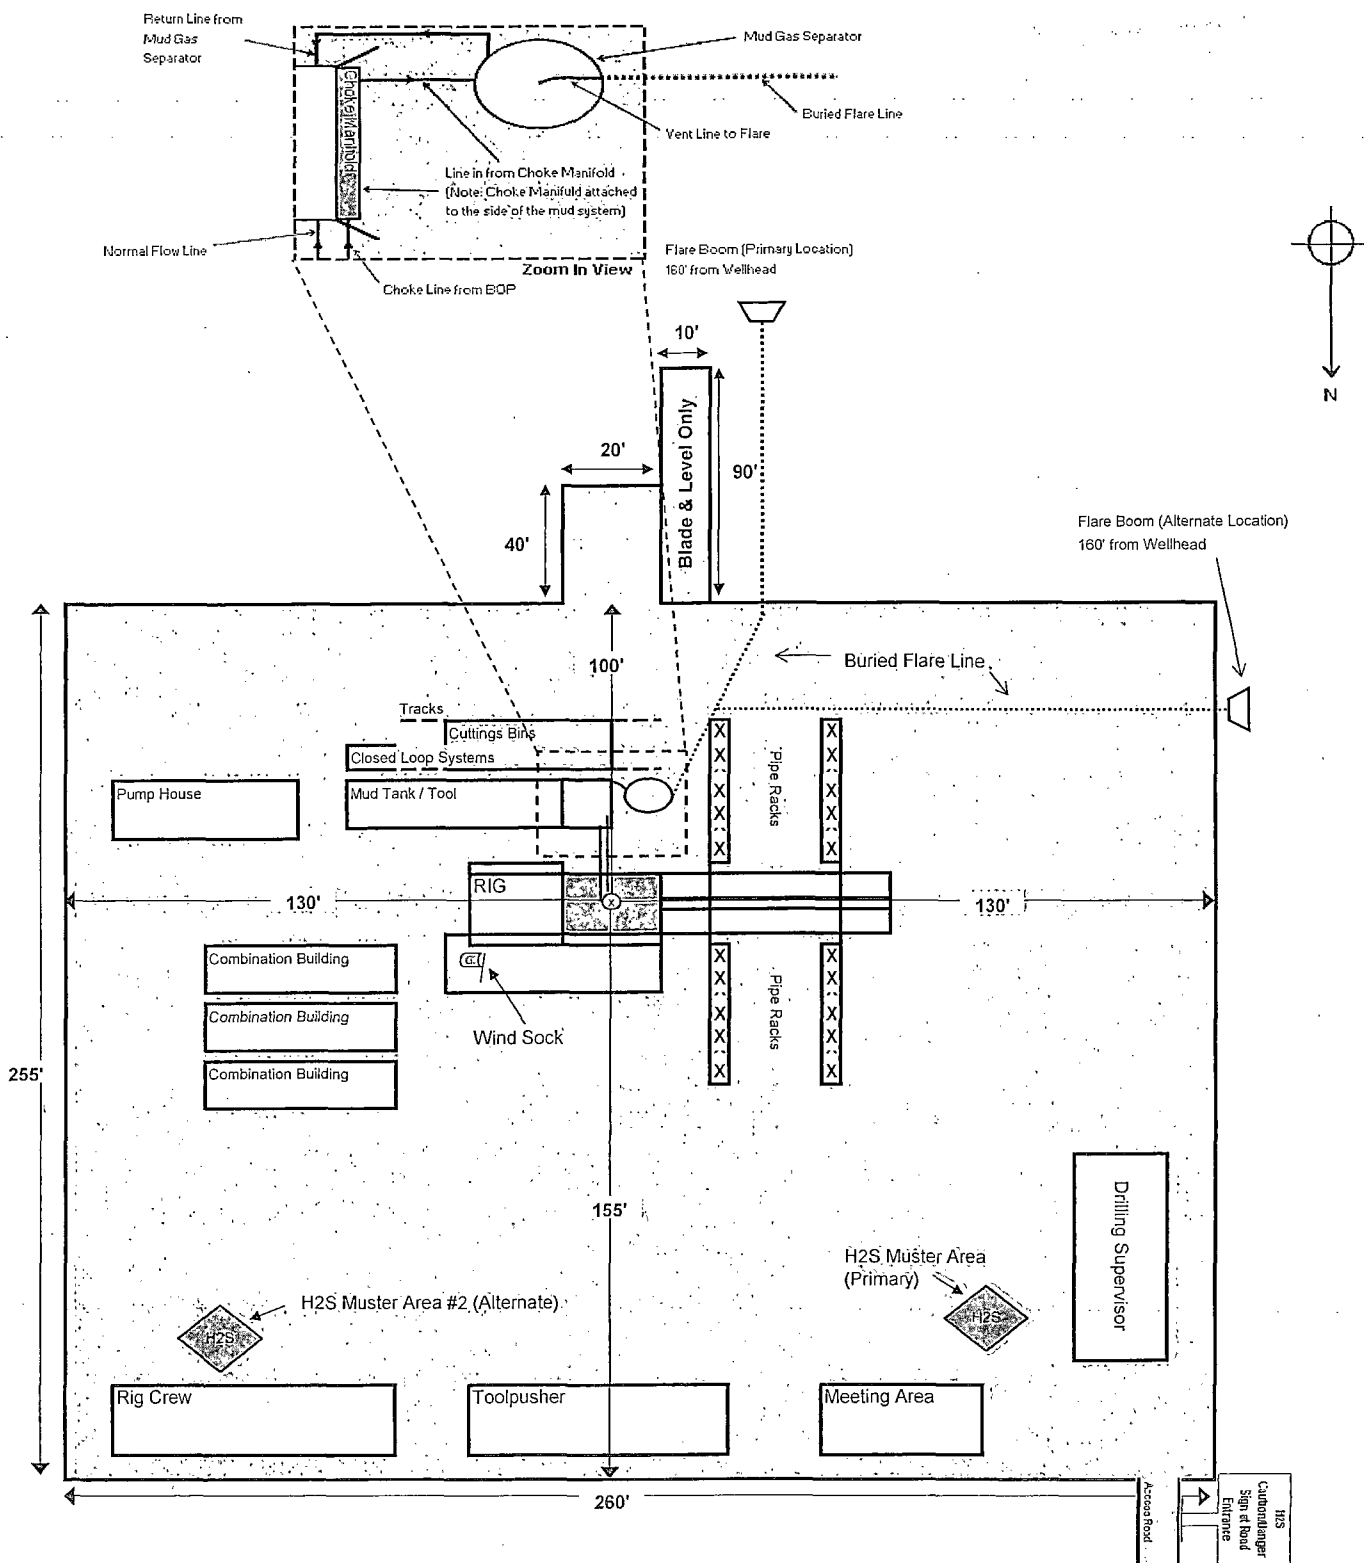 Return Line from
Mud Gas
Separator
Mud Gas Separator
Choke Manifold
Buried Flare Line
Vent Line to Flare
Line in from Choke Manifold
(Note: Choke Manifold attached
to the side of the mud system)
Normal Flow Line
Zoom In View
Choke Line from BOP
Flare Boom (Primary Location)
160' from Wellhead
N
10'
Blade & Level Only
90'
20'
40'
Flare Boom (Alternate Location)
160' from Wellhead
100'
Buried Flare Line
Tracks
Cuttings Bins
Closed Loop Systems
Pump House
Mud Tank / Tool
Pipe Racks
X X
X X
X X
X X
RIG
130'
X
130'
Combination Building
Combination Building
Combination Building
Wind Sock
Pipe Racks
X X
X X
X X
X X
X X
255'
155'
Drilling Supervisor
H2S Muster Area
(Primary)
H2S
H2S Muster Area #2 (Alternate)
H2S
Rig Crew
Toolpusher
Meeting Area
260'
Access Road
H2S
Caution/Danger
Sign at Road
Entrance